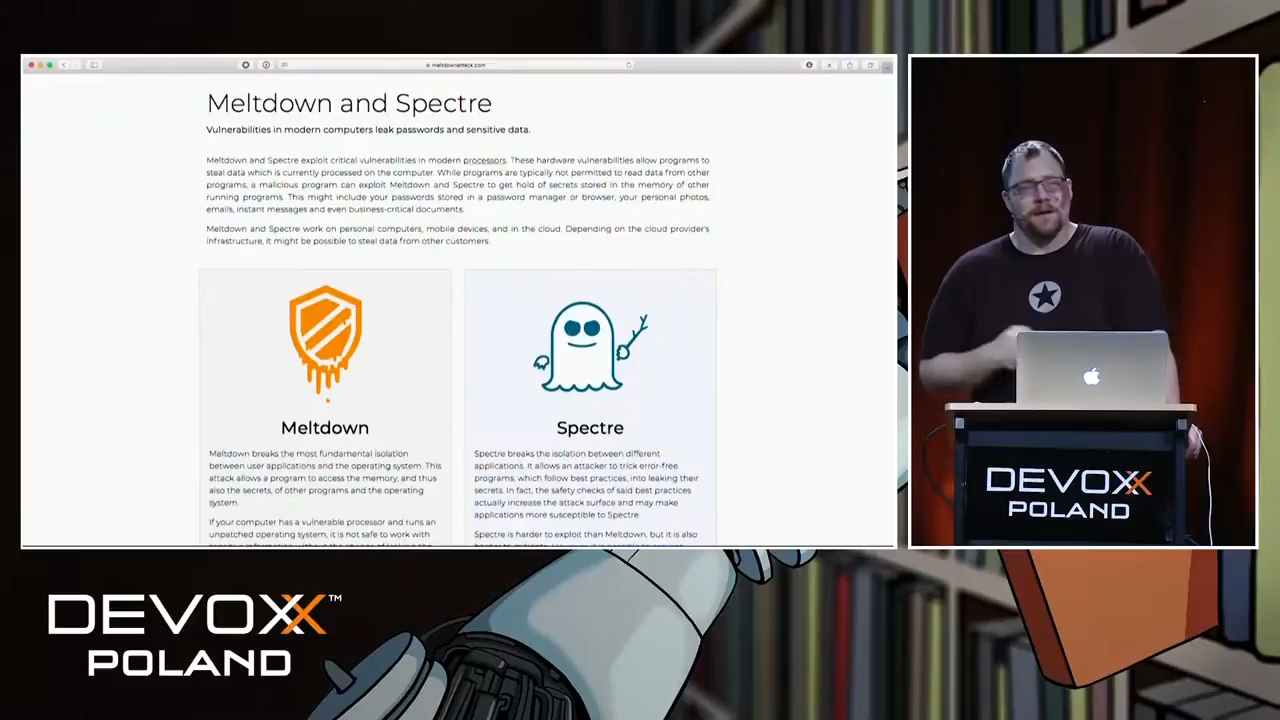 meltdownattack.com
Meltdown and Spectre
Vulnerabilities in modern computers leak passwords and sensitive data.
Meltdown and Spectre exploit critical vulnerabilities in modern processors. These hardware vulnerabilities allow programs to
steal data which is currently processed on the computer. While programs are typically not permitted to read data from other
programs, a malicious program can exploit Meltdown and Spectre to get hold of secrets stored in the memory of other
running programs. This might include your passwords stored in a password manager or browser, your personal photos,
emails, instant messages and even business-critical documents.
Meltdown and Spectre work on personal computers, mobile devices, and in the cloud. Depending on the cloud provider's
infrastructure, it might be possible to steal data from other customers.
Meltdown
Meltdown breaks the most fundamental isolation
between user applications and the operating system. This
attack allows a program to access the memory, and thus
also the secrets, of other programs and the operating
system.
If your computer has a vulnerable processor and runs an
unpatched operating system, it is not safe to work with
Spectre
Spectre breaks the isolation between different
applications. It allows an attacker to trick error-free
programs, which follow best practices, into leaking their
secrets. In fact, the safety checks of said best practices
actually increase the attack surface and may make
applications more susceptible to Spectre
Spectre is harder to exploit than Meltdown, but it is also
DEVOXX
POLAND
DEVOXX™
POLAND